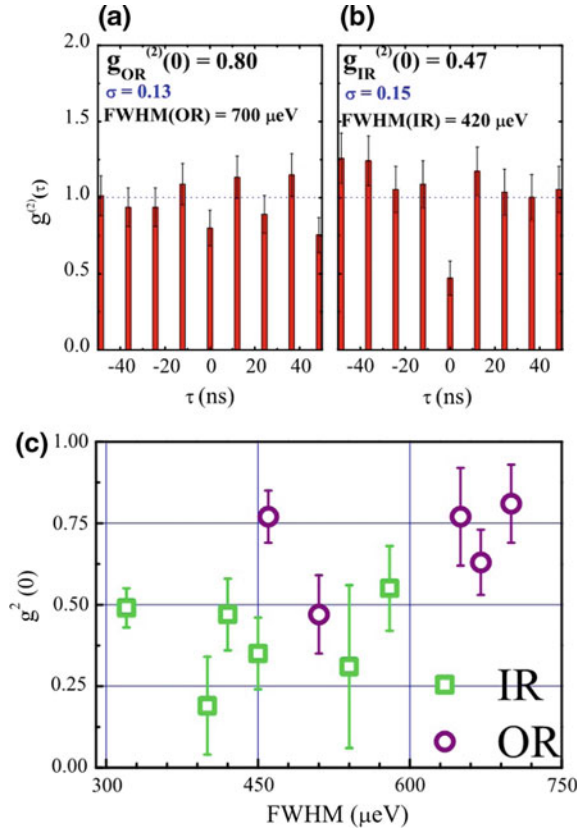 (a)
(b)
g_OR^(2)(0) = 0.80
σ = 0.13
FWHM(OR) = 700 μeV
g_IR^(2)(0) = 0.47
σ = 0.15
FWHM(IR) = 420 μeV
2.0
1.5
1.0
0.5
0.0
g^(2)(τ)
-40 -20 0 20 40
-40 -20 0 20 40
τ (ns)
τ (ns)
(c)
1.00
0.75
0.50
0.25
0.00
g^2 (0)
IR
OR
300 450 600 750
FWHM (μeV)